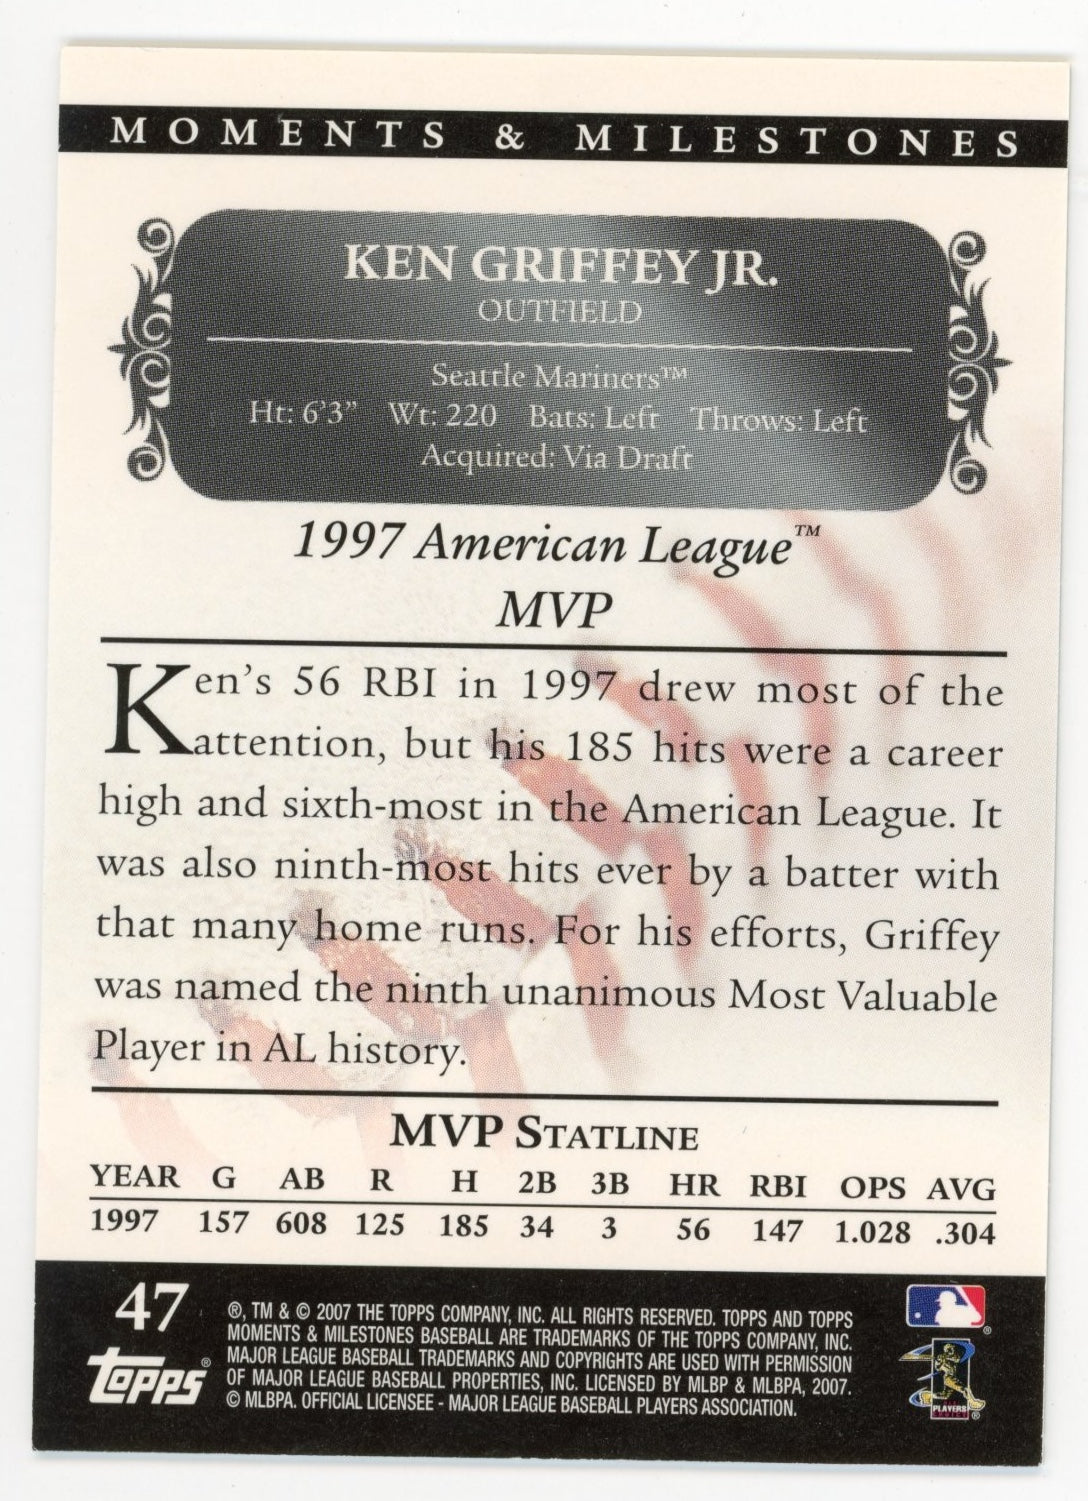 MOMENTS & MILESTONES
KEN GRIFFEY JR.
OUTFIELD
Seattle Mariners™
Ht: 6'3" Wt: 220 Bats: Left Throws: Left
Acquired: Via Draft
1997 American League™
MVP
Ken's 56 RBI in 1997 drew most of the
attention, but his 185 hits were a career
high and sixth-most in the American League. It
was also ninth-most hits ever by a batter with
that many home runs. For his efforts, Griffey
was named the ninth unanimous Most Valuable
Player in AL history.
MVP STATLINE
YEAR G AB R H 2B 3B HR RBI OPS AVG
1997 157 608 125 185 34 3 56 147 1.028 .304
47
topps®
®, TM & © 2007 THE TOPPS COMPANY, INC. ALL RIGHTS RESERVED. TOPPS AND TOPPS
MOMENTS & MILESTONES BASEBALL ARE TRADEMARKS OF THE TOPPS COMPANY, INC.
MAJOR LEAGUE BASEBALL TRADEMARKS AND COPYRIGHTS ARE USED WITH PERMISSION
OF MAJOR LEAGUE BASEBALL PROPERTIES, INC. LICENSED BY MLBP & MLBPA, 2007.
© MLBPA. OFFICIAL LICENSEE - MAJOR LEAGUE BASEBALL PLAYERS ASSOCIATION.
®
PLAYERS
CHOICE ®